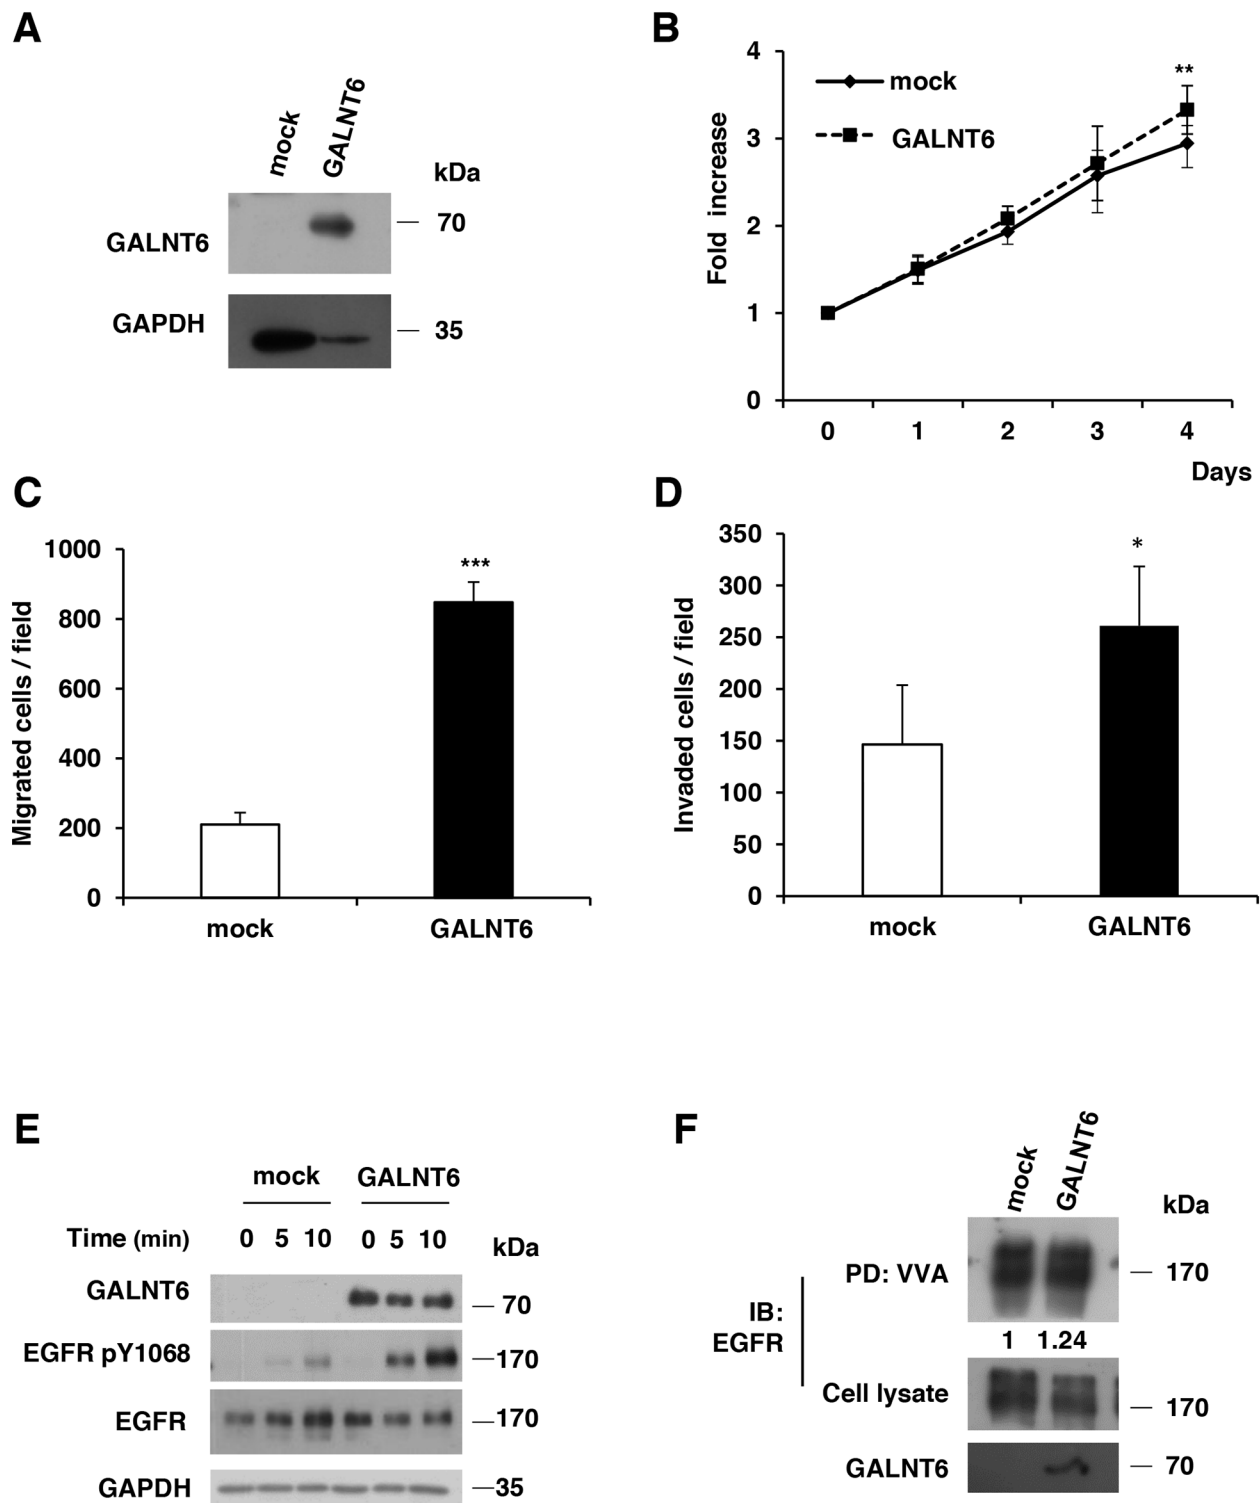 A
mock
GALNT6
kDa
GALNT6
70
GAPDH
35
B
4
3
2
1
0
Fold increase
mock
GALNT6
**
0 1 2 3 4
Days
C
1000
800
600
400
200
0
Migrated cells / field
***
mock
GALNT6
D
350
300
250
200
150
100
50
0
Invaded cells / field
*
mock
GALNT6
E
mock GALNT6
Time (min) 0 5 10 0 5 10 kDa
GALNT6
70
EGFR pY1068
170
EGFR
170
GAPDH
35
F
mock
GALNT6
kDa
PD: VVA
170
IB:
EGFR
1 1.24
Cell lysate
170
GALNT6
70